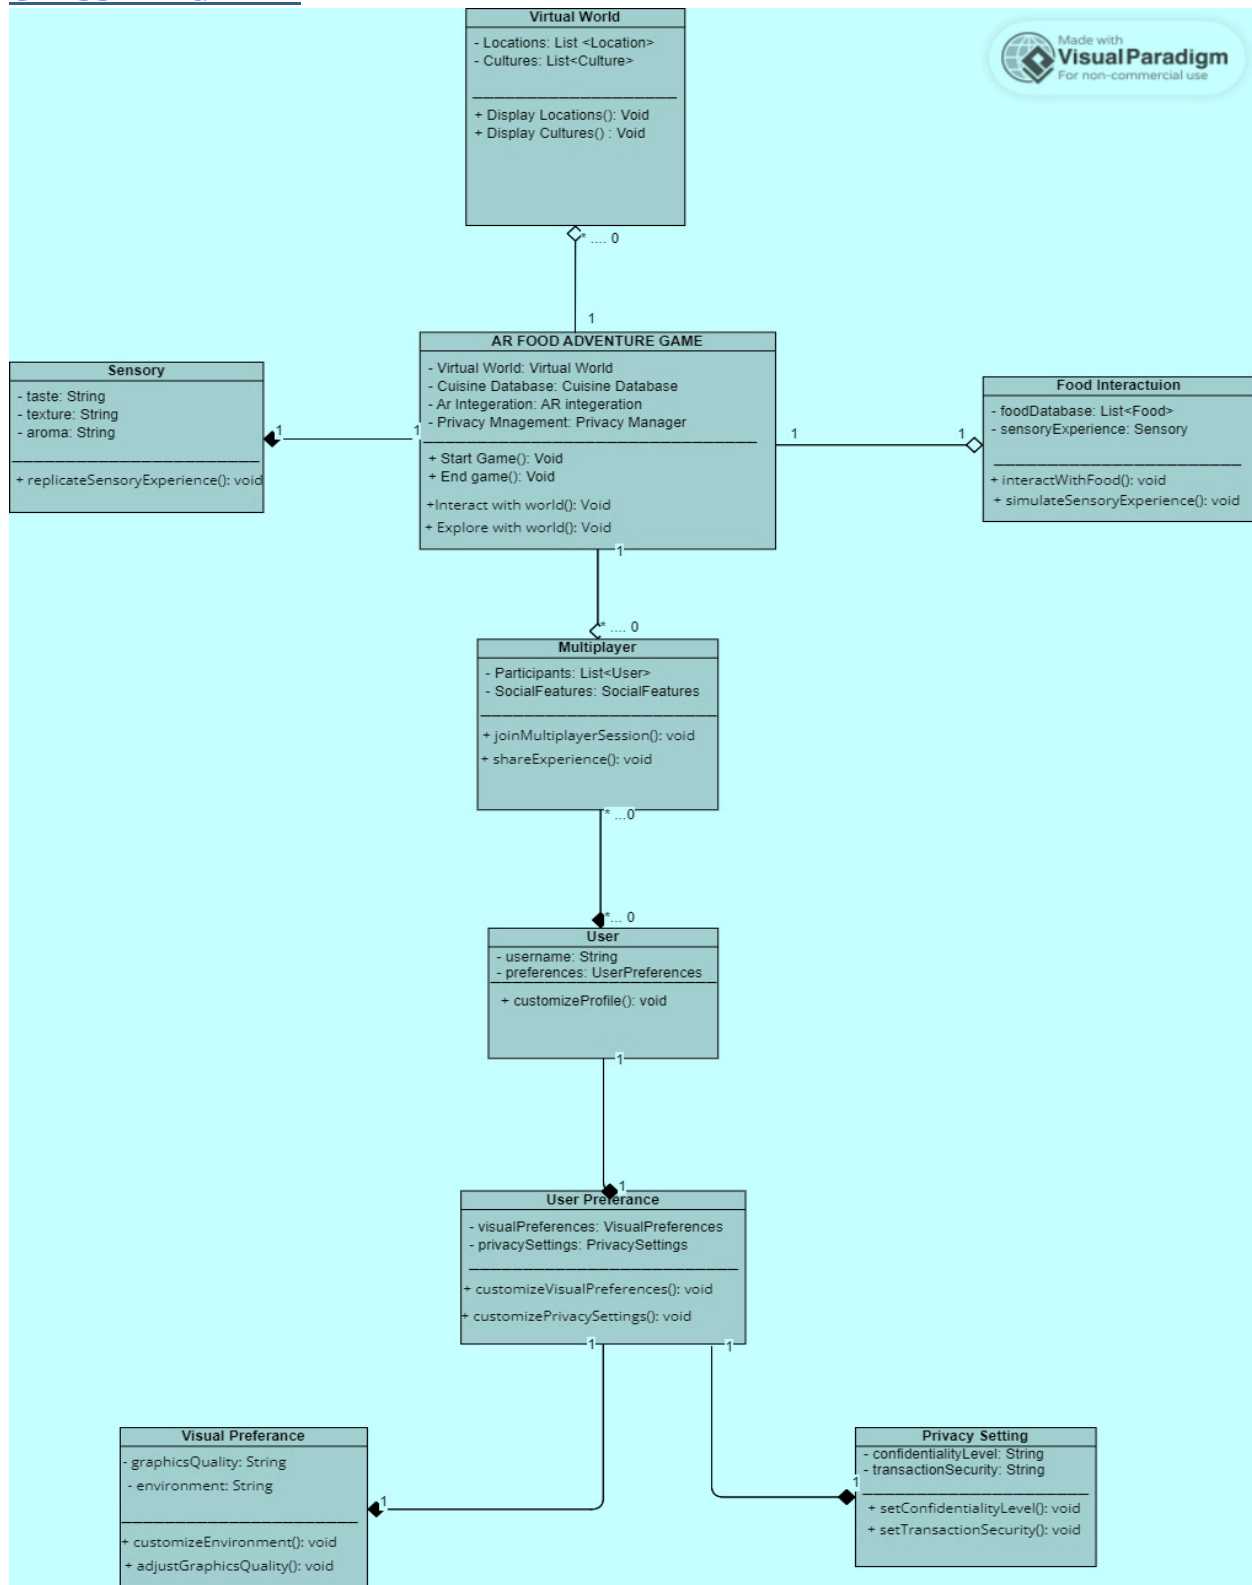 Virtual World
- Locations: List <Location>
- Cultures: List<Culture>
+ Display Locations(): Void
+ Display Cultures() : Void
Made with
Visual Paradigm
For non-commercial use
* .... 0
1
AR FOOD ADVENTURE GAME
- Virtual World: Virtual World
- Cuisine Database: Cuisine Database
- Ar Integeration: AR integeration
- Privacy Mnagement: Privacy Manager
+ Start Game(): Void
+ End game(): Void
+Interact with world(): Void
+ Explore with world(): Void
Sensory
- taste: String
- texture: String
- aroma: String
+ replicateSensoryExperience(): void
1
1
1
1
Food Interactuion
- foodDatabase: List<Food>
- sensoryExperience: Sensory
+ interactWithFood(): void
+ simulateSensoryExperience(): void
1
* .... 0
Multiplayer
- Participants: List<User>
- SocialFeatures: SocialFeatures
+ joinMultiplayerSession(): void
+ shareExperience(): void
* ...0
*... 0
User
- username: String
- preferences: UserPreferences
+ customizeProfile(): void
1
1
User Preferance
- visualPreferences: VisualPreferences
- privacySettings: PrivacySettings
+ customizeVisualPreferences(): void
+ customizePrivacySettings(): void
1
1
Visual Preferance
- graphicsQuality: String
- environment: String
+ customizeEnvironment(): void
+ adjustGraphicsQuality(): void
1
1
Privacy Setting
- confidentialityLevel: String
- transactionSecurity: String
+ setConfidentialityLevel(): void
+ setTransactionSecurity(): void